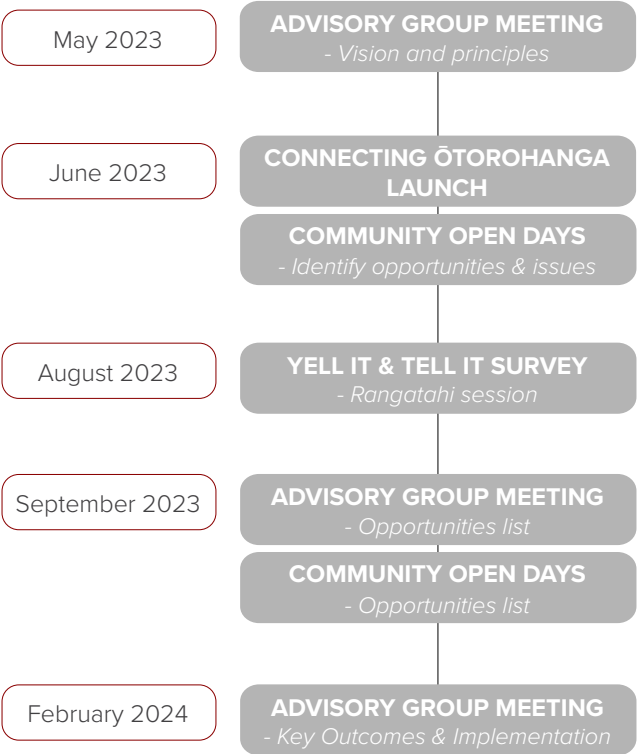 May 2023
ADVISORY GROUP MEETING
- Vision and principles
June 2023
CONNECTING ŌTOROHANGA
LAUNCH
COMMUNITY OPEN DAYS
- Identify opportunities & issues
August 2023
YELL IT & TELL IT SURVEY
- Rangatahi session
September 2023
ADVISORY GROUP MEETING
- Opportunities list
COMMUNITY OPEN DAYS
- Opportunities list
February 2024
ADVISORY GROUP MEETING
- Key Outcomes & Implementation